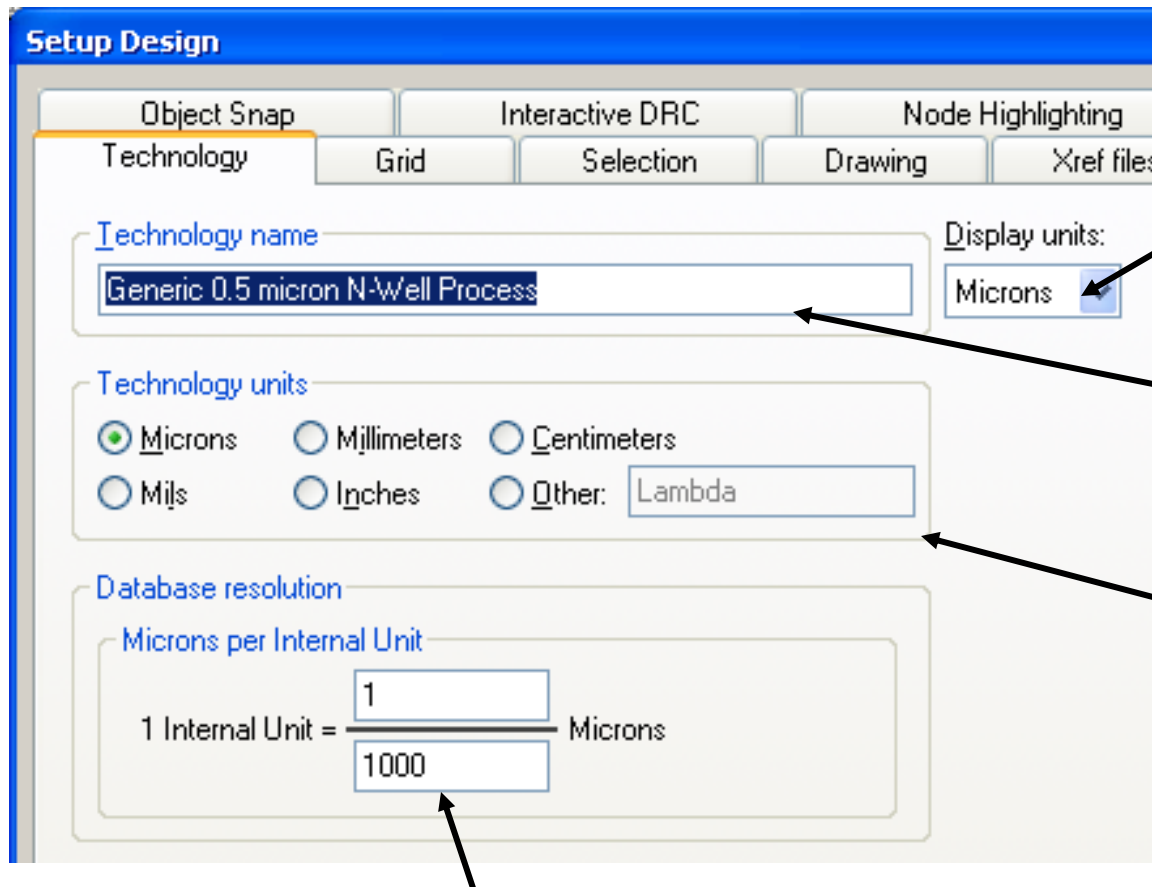 Setup Design
Object Snap Interactive DRC Node Highlighting
Technology Grid Selection Drawing Xref files
Technology name Display units:
Generic 0.5 micron N-Well Process Microns
Technology units
Microns Millimeters Centimeters
Mils Inches Other: Lambda
Database resolution
Microns per Internal Unit
1
1 Internal Unit = Microns
1000